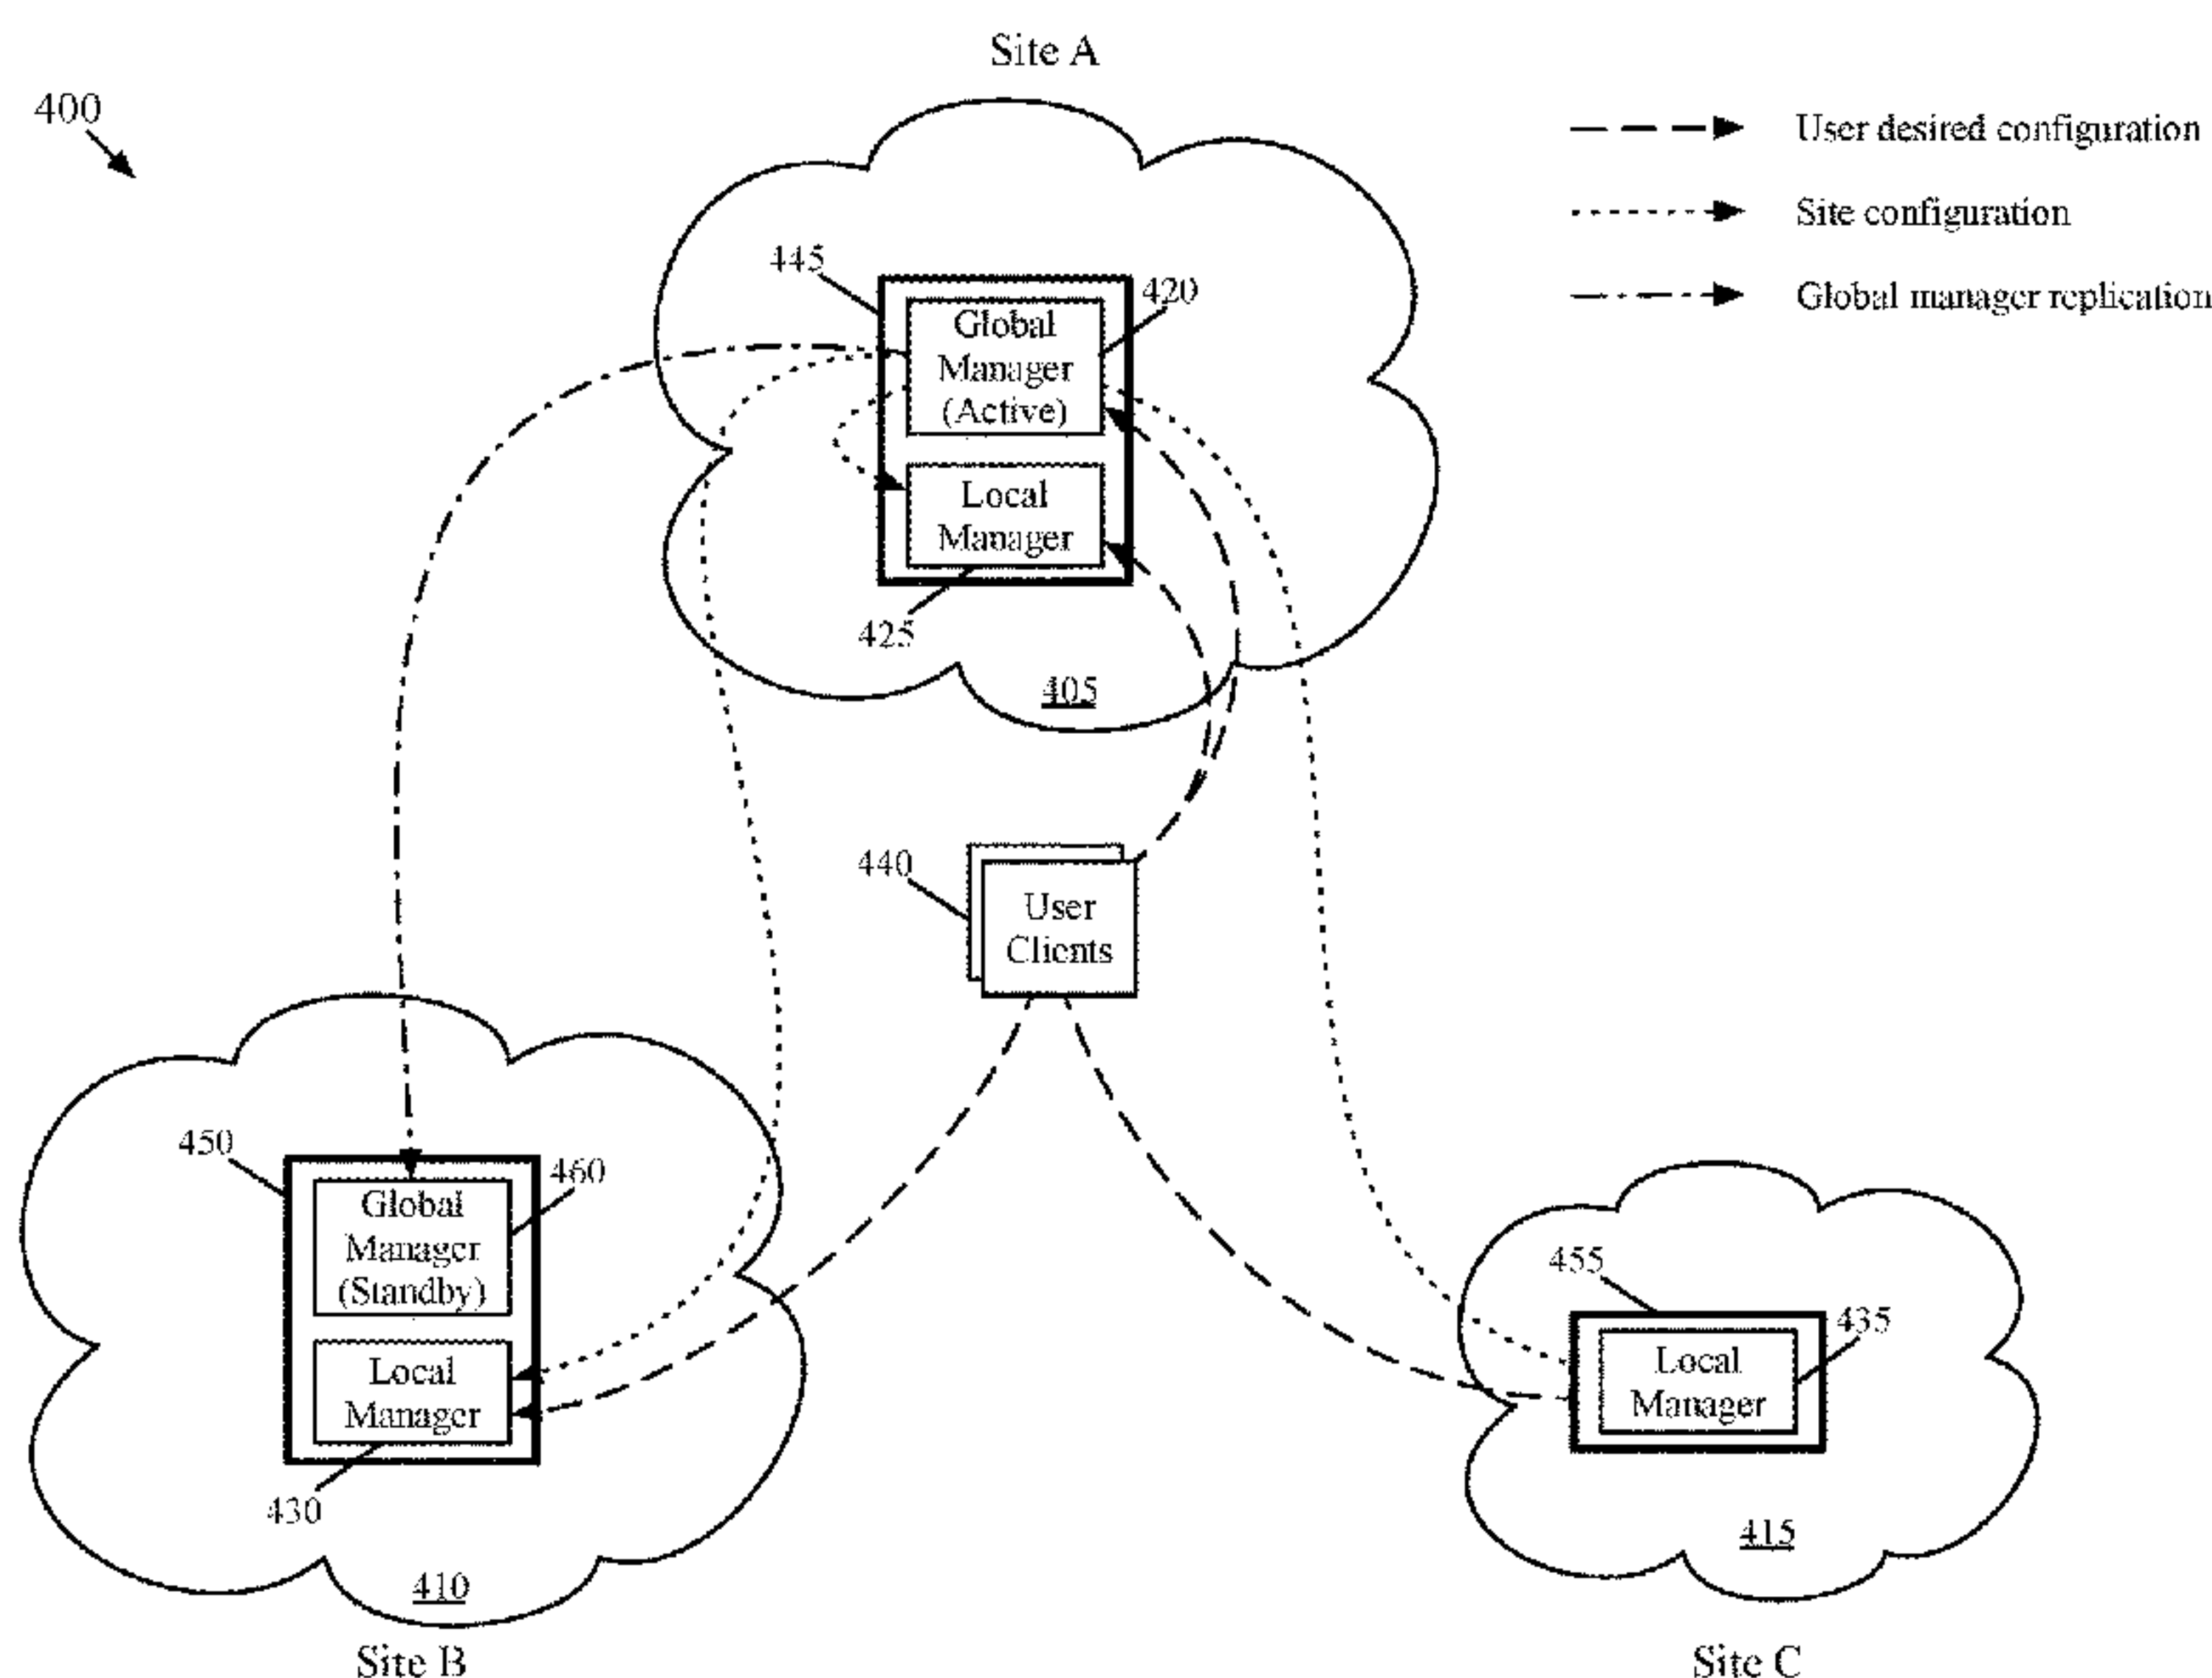 Site A
400
User desired configuration
Site configuration
Global manager replication
445
420
Global
Manager
(Active)
Local
Manager
425
405
440
User
Clients
450
460
Global
Manager
(Standby)
Local
Manager
430
410
Site B
455
435
Local
Manager
415
Site C